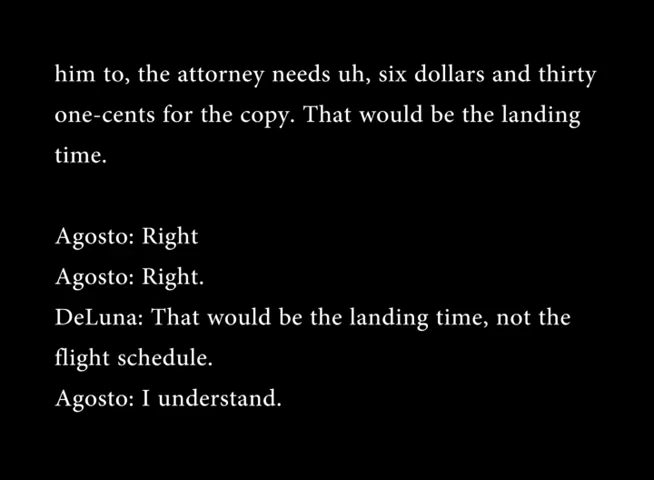 him to, the attorney needs uh, six dollars and thirty
one-cents for the copy. That would be the landing
time.
Agosto: Right
Agosto: Right.
DeLuna: That would be the landing time, not the
flight schedule.
Agosto: I understand.